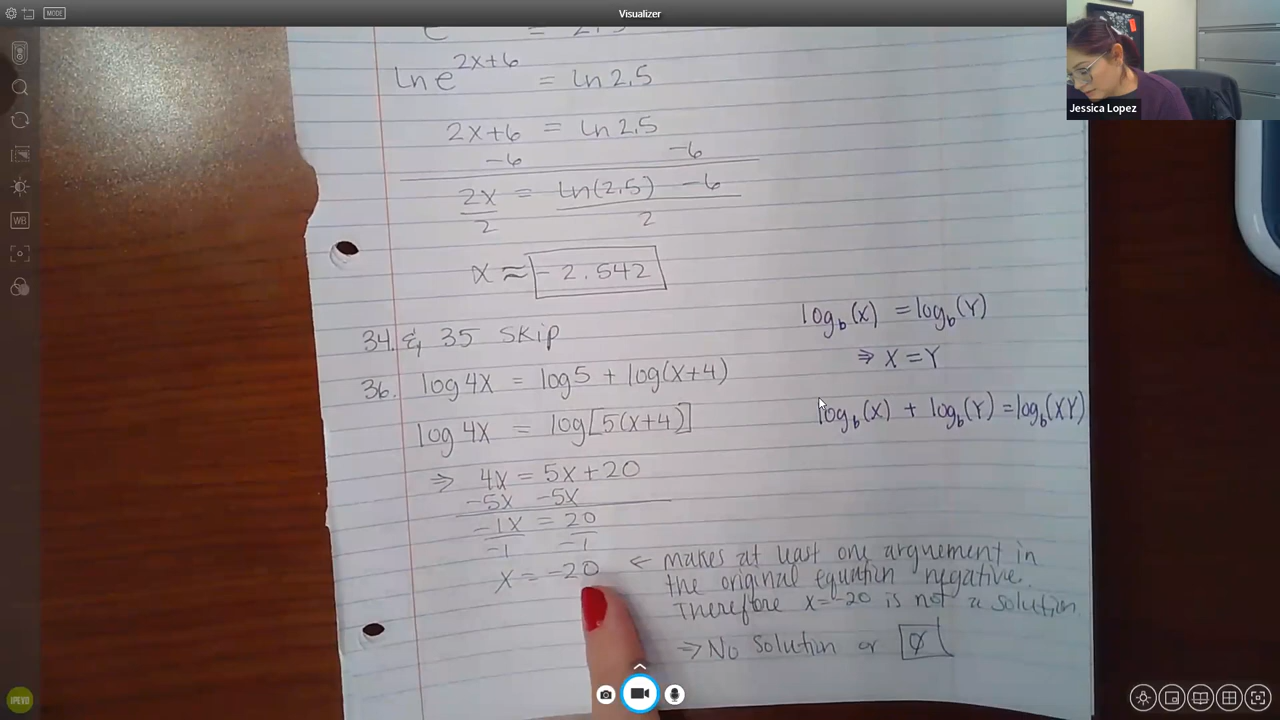 MODE
Visualizer
Jessica Lopez
ln e^(2x+6) = ln 2.5
2x+6 = ln 2.5
-6 -6
2x = ln(2.5) -6
2 2
x ≈ -2.542
34. & 35 Skip
36. log 4x = log 5 + log(x+4)
log 4x = log[5(x+4)]
⇒ 4x = 5x + 20
-5x -5x
-1x = 20
-1 -1
x = -20
log_b(X) = log_b(Y)
⇒ X = Y
log_b(X) + log_b(Y) = log_b(XY)
← makes at least one arguement in
the original equation negative.
Therefore x=-20 is not a solution
⇒ No Solution or ∅
IPEVO